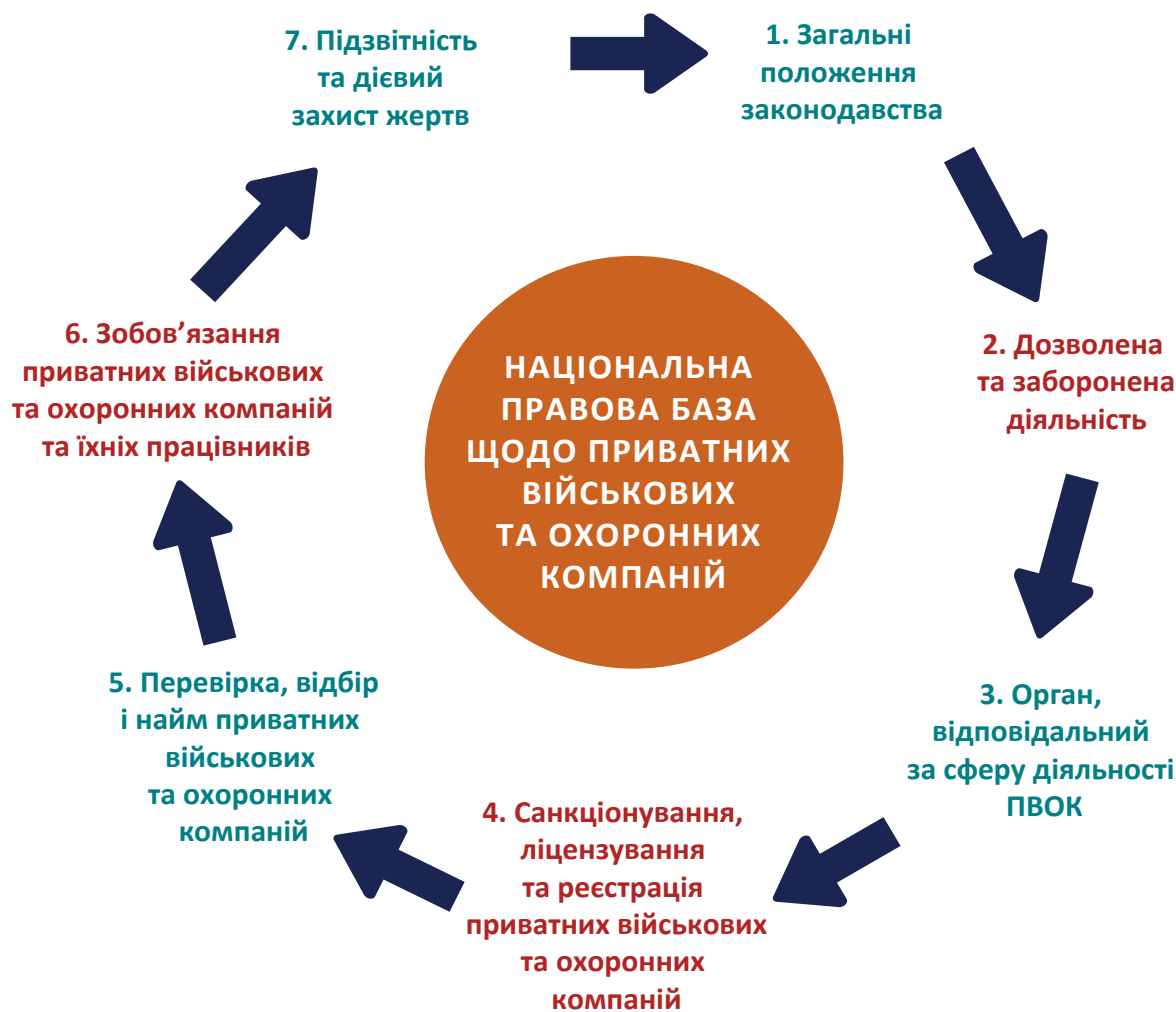 7. Підзвітність
та дієвий
захист жертв
1. Загальні
положення
законодавства
2. Дозволена
та заборонена
діяльність
3. Орган,
відповідальний
за сферу діяльності
ПВОК
4. Санкціонування,
ліцензування
та реєстрація
приватних військових
та охоронних
компаній
5. Перевірка, відбір
і найм приватних
військових
та охоронних
компаній
6. Зобов’язання
приватних військових
та охоронних компаній
та їхніх працівників
НАЦІОНАЛЬНА
ПРАВОВА БАЗА
ЩОДО ПРИВАТНИХ
ВІЙСЬКОВИХ
ТА ОХОРОННИХ
КОМПАНІЙ